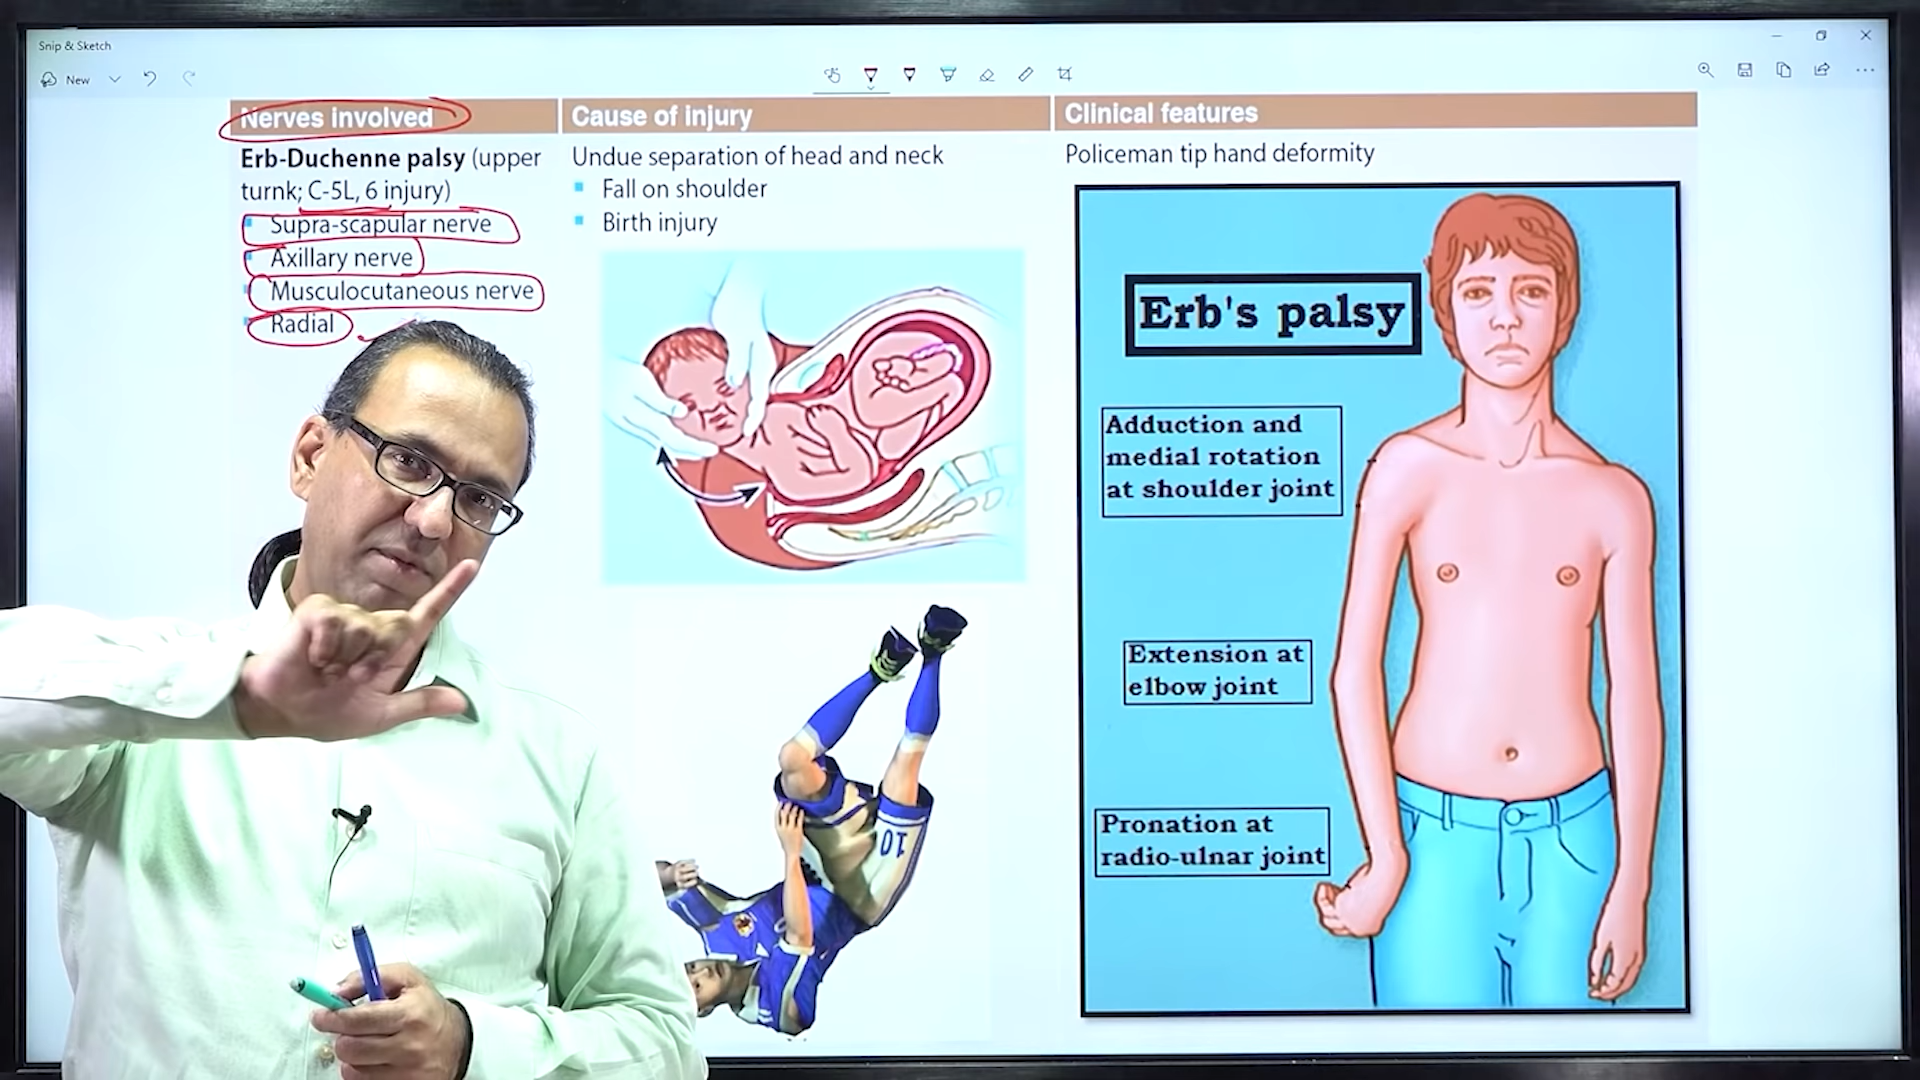 Snip & Sketch
New
Nerves involved
Erb-Duchenne palsy (upper
turnk; C-5L, 6 injury)
Supra-scapular nerve
Axillary nerve
Musculocutaneous nerve
Radial
Cause of injury
Undue separation of head and neck
Fall on shoulder
Birth injury
10
Clinical features
Policeman tip hand deformity
Erb's palsy
Adduction and
medial rotation
at shoulder joint
Extension at
elbow joint
Pronation at
radio-ulnar joint